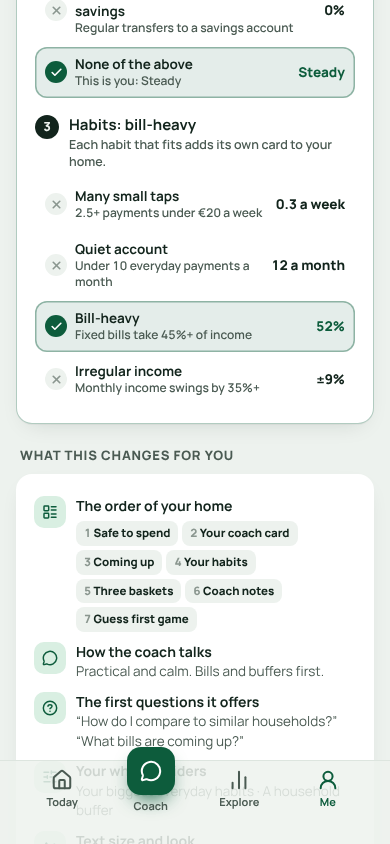 savings
0%
Regular transfers to a savings account
None of the above
This is you: Steady
Steady
3
Habits: bill-heavy
Each habit that fits adds its own card to your
home.
Many small taps
2.5+ payments under €20 a week
0.3 a week
Quiet account
Under 10 everyday payments a
month
12 a month
Bill-heavy
Fixed bills take 45%+ of income
52%
Irregular income
Monthly income swings by 35%+
±9%
WHAT THIS CHANGES FOR YOU
The order of your home
1 Safe to spend
2 Your coach card
3 Coming up
4 Your habits
5 Three baskets
6 Coach notes
7 Guess first game
How the coach talks
Practical and calm. Bills and buffers first.
The first questions it offers
“How do I compare to similar households?”
“What bills are coming up?”
Your
Your
everyday habits · A household
buffer
Today
Coach
Explore
Me
Text size and look